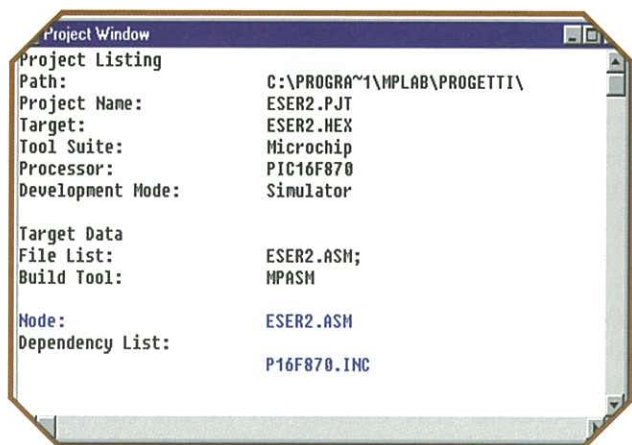 Project Window
Project Listing
Path: C:\PROGRA~1\MPLAB\PROGETTI\
Project Name: ESER2.PJT
Target: ESER2.HEX
Tool Suite: Microchip
Processor: PIC16F870
Development Mode: Simulator
Target Data
File List: ESER2.ASM;
Build Tool: MPASM
Node: ESER2.ASM
Dependency List:
P16F870.INC